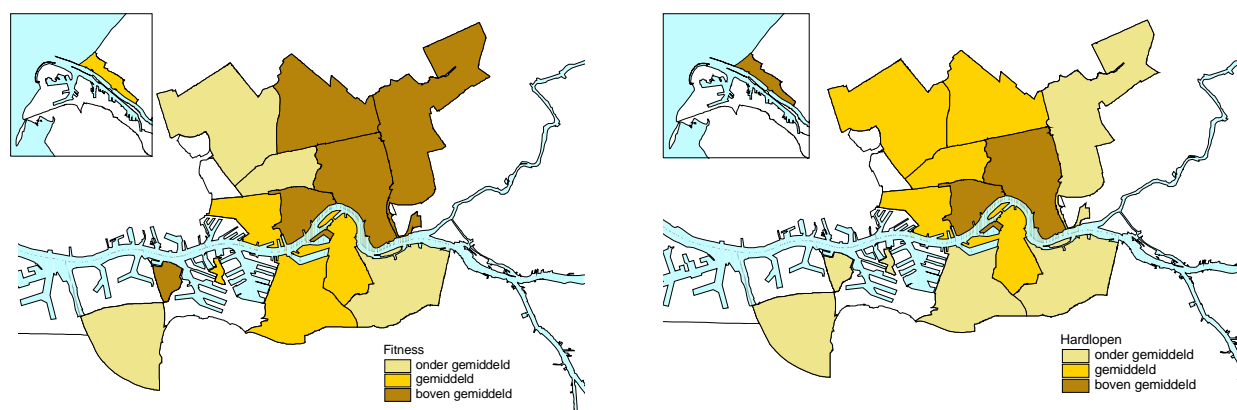 Fitness
onder gemiddeld
gemiddeld
boven gemiddeld
Hardlopen
onder gemiddeld
gemiddeld
boven gemiddeld